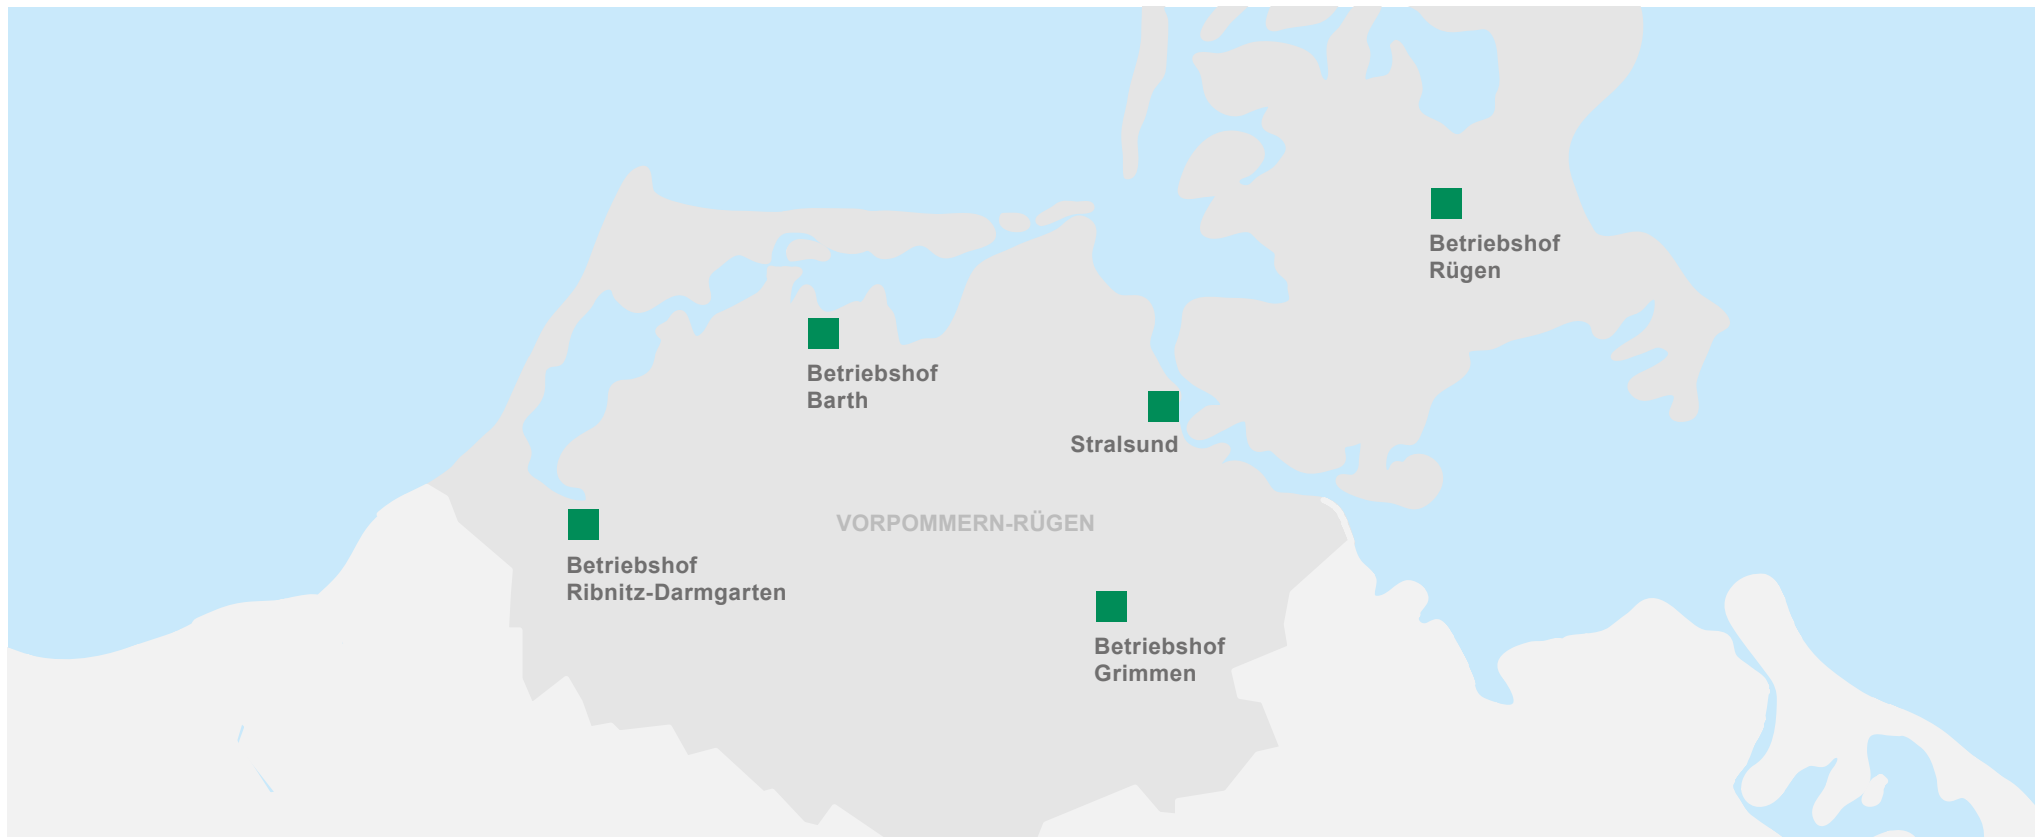 Betriebshof
Rügen
Betriebshof
Barth
Stralsund
VORPOMMERN-RÜGEN
Betriebshof
Ribnitz-Darmgarten
Betriebshof
Grimmen